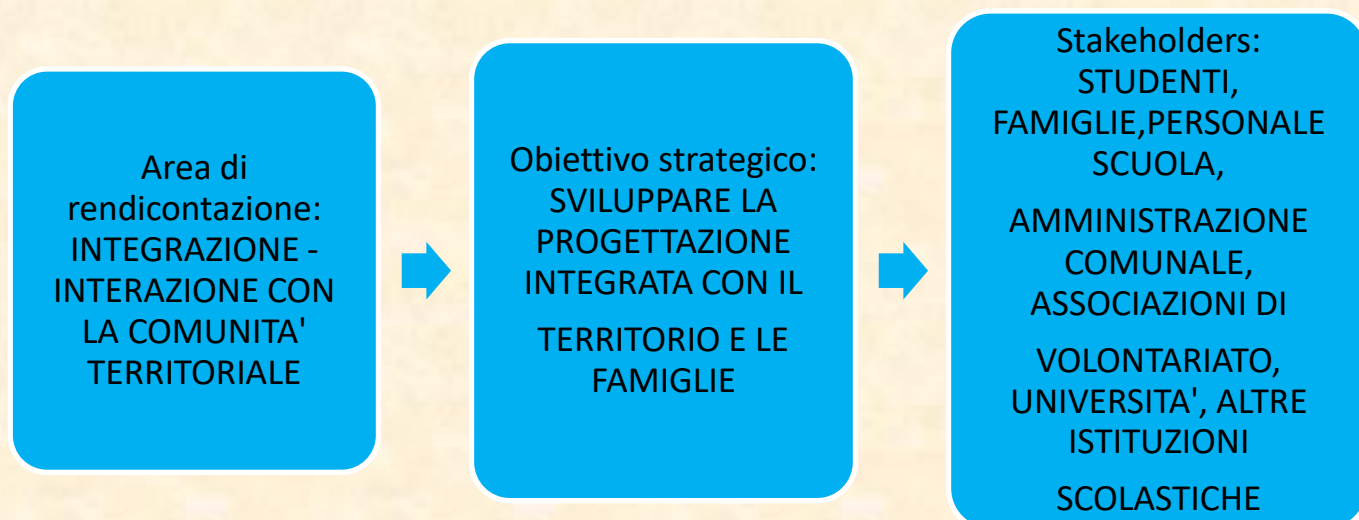 Area di
rendicontazione:
INTEGRAZIONE -
INTERAZIONE CON
LA COMUNITA'
TERRITORIALE
Obiettivo strategico:
SVILUPPARE LA
PROGETTAZIONE
INTEGRATA CON IL
TERRITORIO E LE
FAMIGLIE
Stakeholders:
STUDENTI,
FAMIGLIE,PERSONALE
SCUOLA,
AMMINISTRAZIONE
COMUNALE,
ASSOCIAZIONI DI
VOLONTARIATO,
UNIVERSITA', ALTRE
ISTITUZIONI
SCOLASTICHE